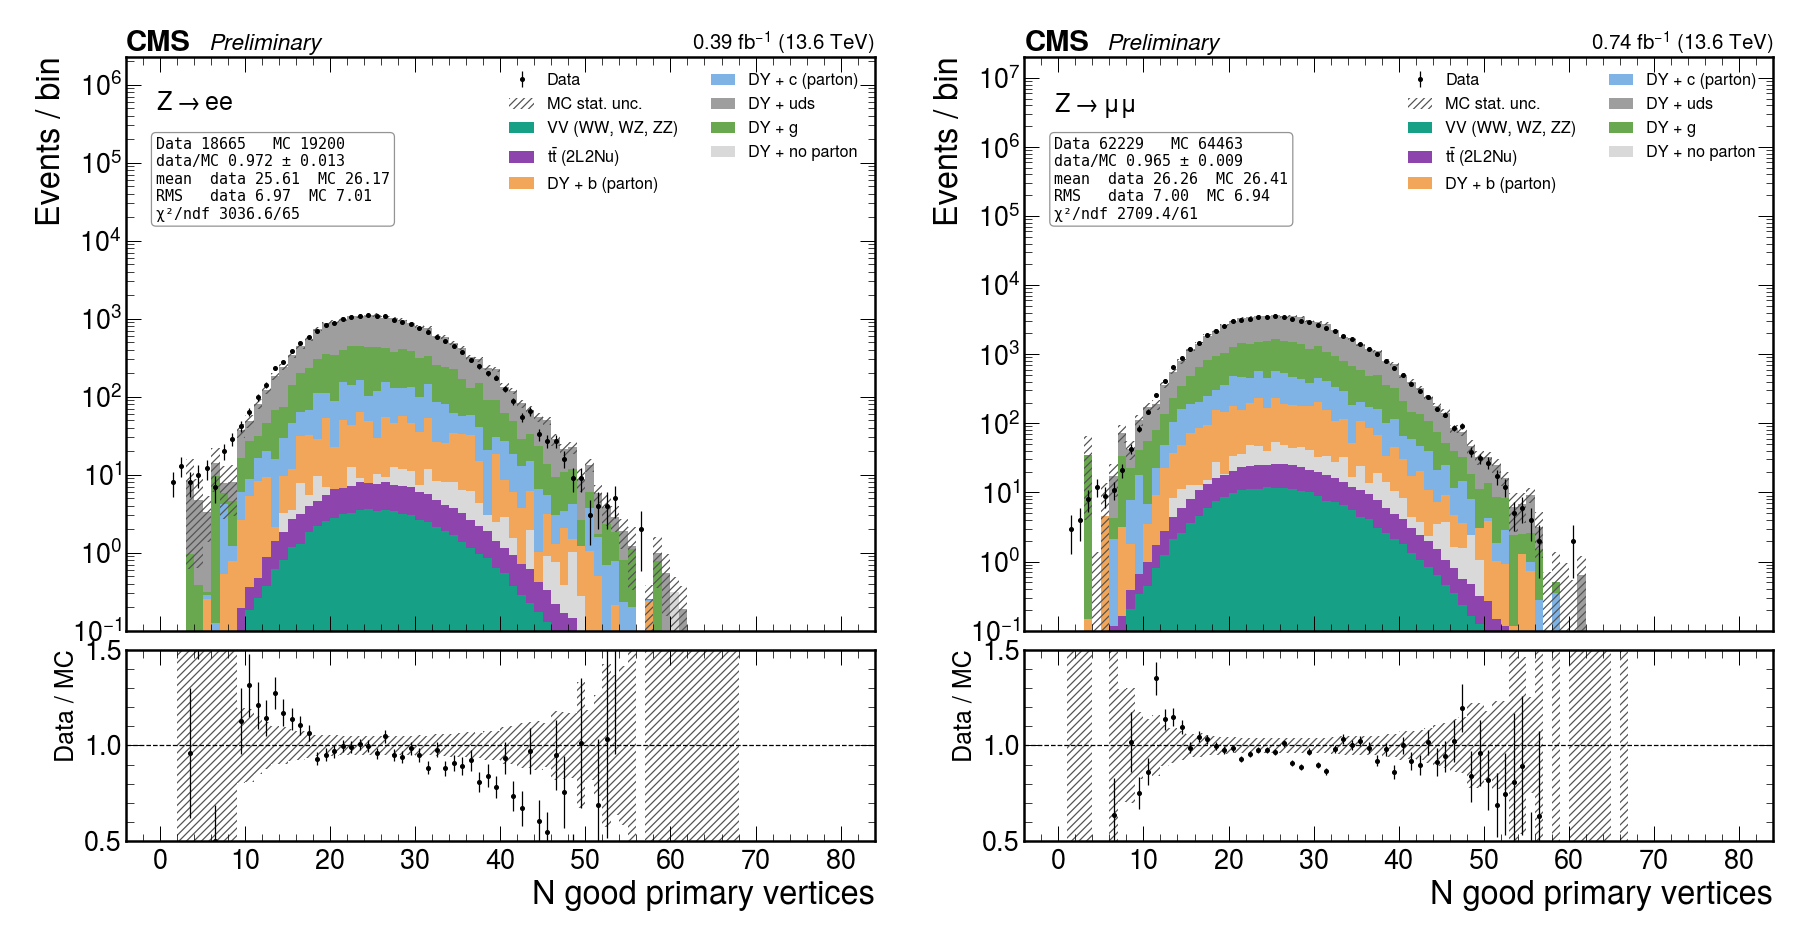 CMS Preliminary 0.39 fb⁻¹ (13.6 TeV)
Events / bin
10⁶
10⁵
10⁴
10³
10²
10¹
10⁰
10⁻¹
Z → ee
Data 18665 MC 19200
data/MC 0.972 ± 0.013
mean data 25.61 MC 26.17
RMS data 6.97 MC 7.01
χ²/ndf 3036.6/65
Data
MC stat. unc.
VV (WW, WZ, ZZ)
tt̄ (2L2Nu)
DY + b (parton)
DY + c (parton)
DY + uds
DY + g
DY + no parton
Data / MC
1.5
1.0
0.5
0 10 20 30 40 50 60 70 80
N good primary vertices
CMS Preliminary 0.74 fb⁻¹ (13.6 TeV)
Events / bin
10⁷
10⁶
10⁵
10⁴
10³
10²
10¹
10⁰
10⁻¹
Z → μμ
Data 62229 MC 64463
data/MC 0.965 ± 0.009
mean data 26.26 MC 26.41
RMS data 7.00 MC 6.94
χ²/ndf 2709.4/61
Data
MC stat. unc.
VV (WW, WZ, ZZ)
tt̄ (2L2Nu)
DY + b (parton)
DY + c (parton)
DY + uds
DY + g
DY + no parton
Data / MC
1.5
1.0
0.5
0 10 20 30 40 50 60 70 80
N good primary vertices